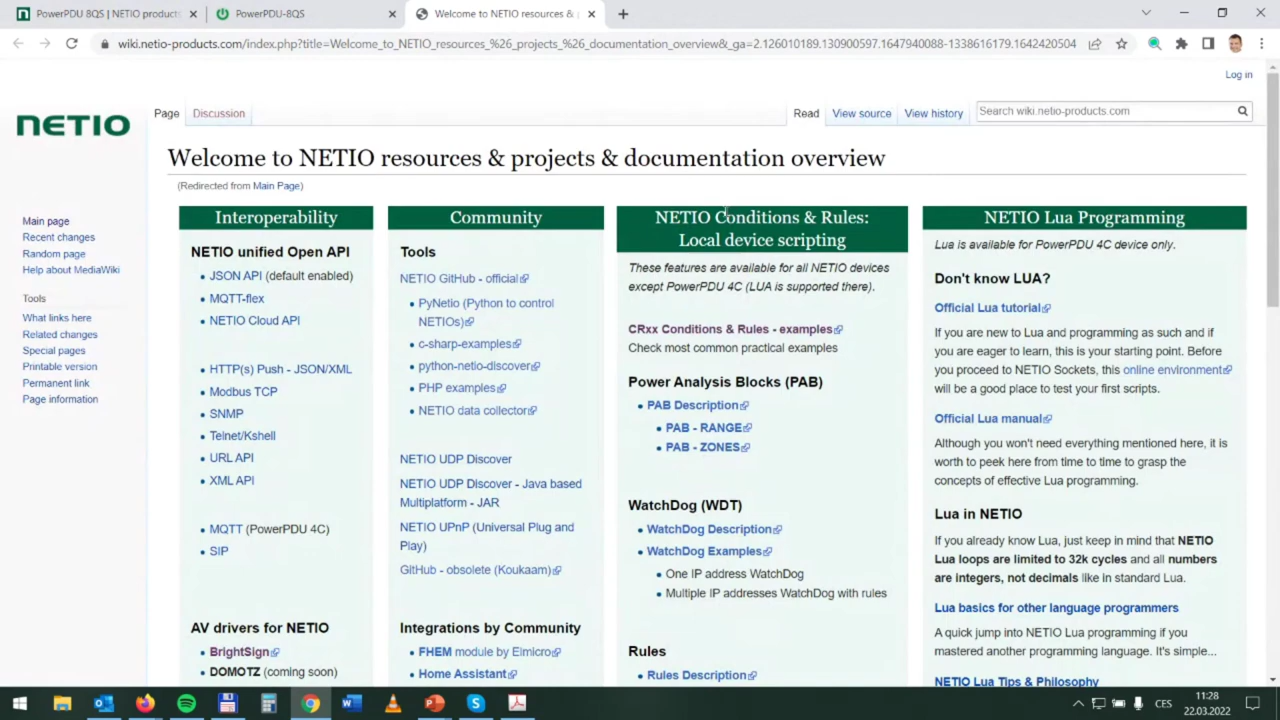 PowerPDU 8QS | NETIO product
PowerPDU-8QS
Welcome to NETIO resources &
wiki.netio-products.com/index.php?title=Welcome_to_NETIO_resources_%26_projects_%26_documentation_overview&_ga=2.126010189.130900597.1647940088-1338616179.1642420504
Log in
NETIO
Page
Discussion
Read
View source
View history
Search wiki.netio-products.com
Welcome to NETIO resources & projects & documentation overview
(Redirected from Main Page)
Main page
Recent changes
Random page
Help about MediaWiki
Tools
What links here
Related changes
Special pages
Printable version
Permanent link
Page information
Interoperability
NETIO unified Open API
JSON API (default enabled)
MQTT-flex
NETIO Cloud API
HTTP(s) Push - JSON/XML
Modbus TCP
SNMP
Telnet/Kshell
URL API
XML API
MQTT (PowerPDU 4C)
SIP
AV drivers for NETIO
BrightSign
DOMOTZ (coming soon)
Community
Tools
NETIO GitHub - official
PyNetio (Python to control
NETIOs)
c-sharp-examples
python-netio-discover
PHP examples
NETIO data collector
NETIO UDP Discover
NETIO UDP Discover - Java based
Multiplatform - JAR
NETIO UPnP (Universal Plug and
Play)
GitHub - obsolete (Koukaam)
Integrations by Community
FHEM module by Elmicro
Home Assistant
NETIO Conditions & Rules:
Local device scripting
These features are available for all NETIO devices
except PowerPDU 4C (LUA is supported there).
CRxx Conditions & Rules - examples
Check most common practical examples
Power Analysis Blocks (PAB)
PAB Description
PAB - RANGE
PAB - ZONES
WatchDog (WDT)
WatchDog Description
WatchDog Examples
One IP address WatchDog
Multiple IP addresses WatchDog with rules
Rules
Rules Description
NETIO Lua Programming
Lua is available for PowerPDU 4C device only.
Don't know LUA?
Official Lua tutorial
If you are new to Lua and programming as such and if
you are eager to learn, this is your starting point. Before
you proceed to NETIO Sockets, this online environment
will be a good place to test your first scripts.
Official Lua manual
Although you won't need everything mentioned here, it is
worth to peek here from time to time to grasp the
concepts of effective Lua programming.
Lua in NETIO
If you already know Lua, just keep in mind that NETIO
Lua loops are limited to 32k cycles and all numbers
are integers, not decimals like in standard Lua.
Lua basics for other language programmers
A quick jump into NETIO Lua programming if you
mastered another programming language. It's simple...
NETIO Lua Tips & Philosophy
CES
11:28
22.03.2022